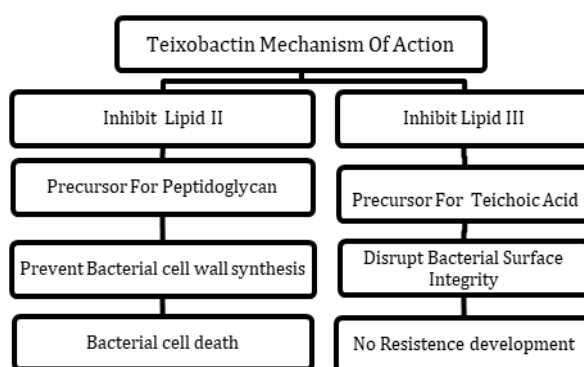 Teixobactin Mechanism Of Action
Inhibit Lipid II
Precursor For Peptidoglycan
Prevent Bacterial cell wall synthesis
Bacterial cell death
Inhibit Lipid III
Precursor For Teichoic Acid
Disrupt Bacterial Surface
Integrity
No Resistence development